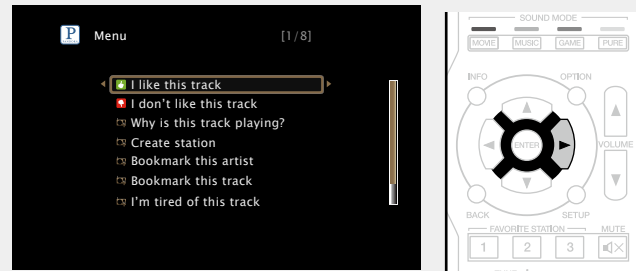 P
Menu
[1/8]
I like this track
I don't like this track
Why is this track playing?
Create station
Bookmark this artist
Bookmark this track
I'm tired of this track
SOUND MODE
MOVIE MUSIC GAME PURE
INFO OPTION
ENTER
VOLUME
BACK SETUP
FAVORITE STATION MUTE
1 2 3